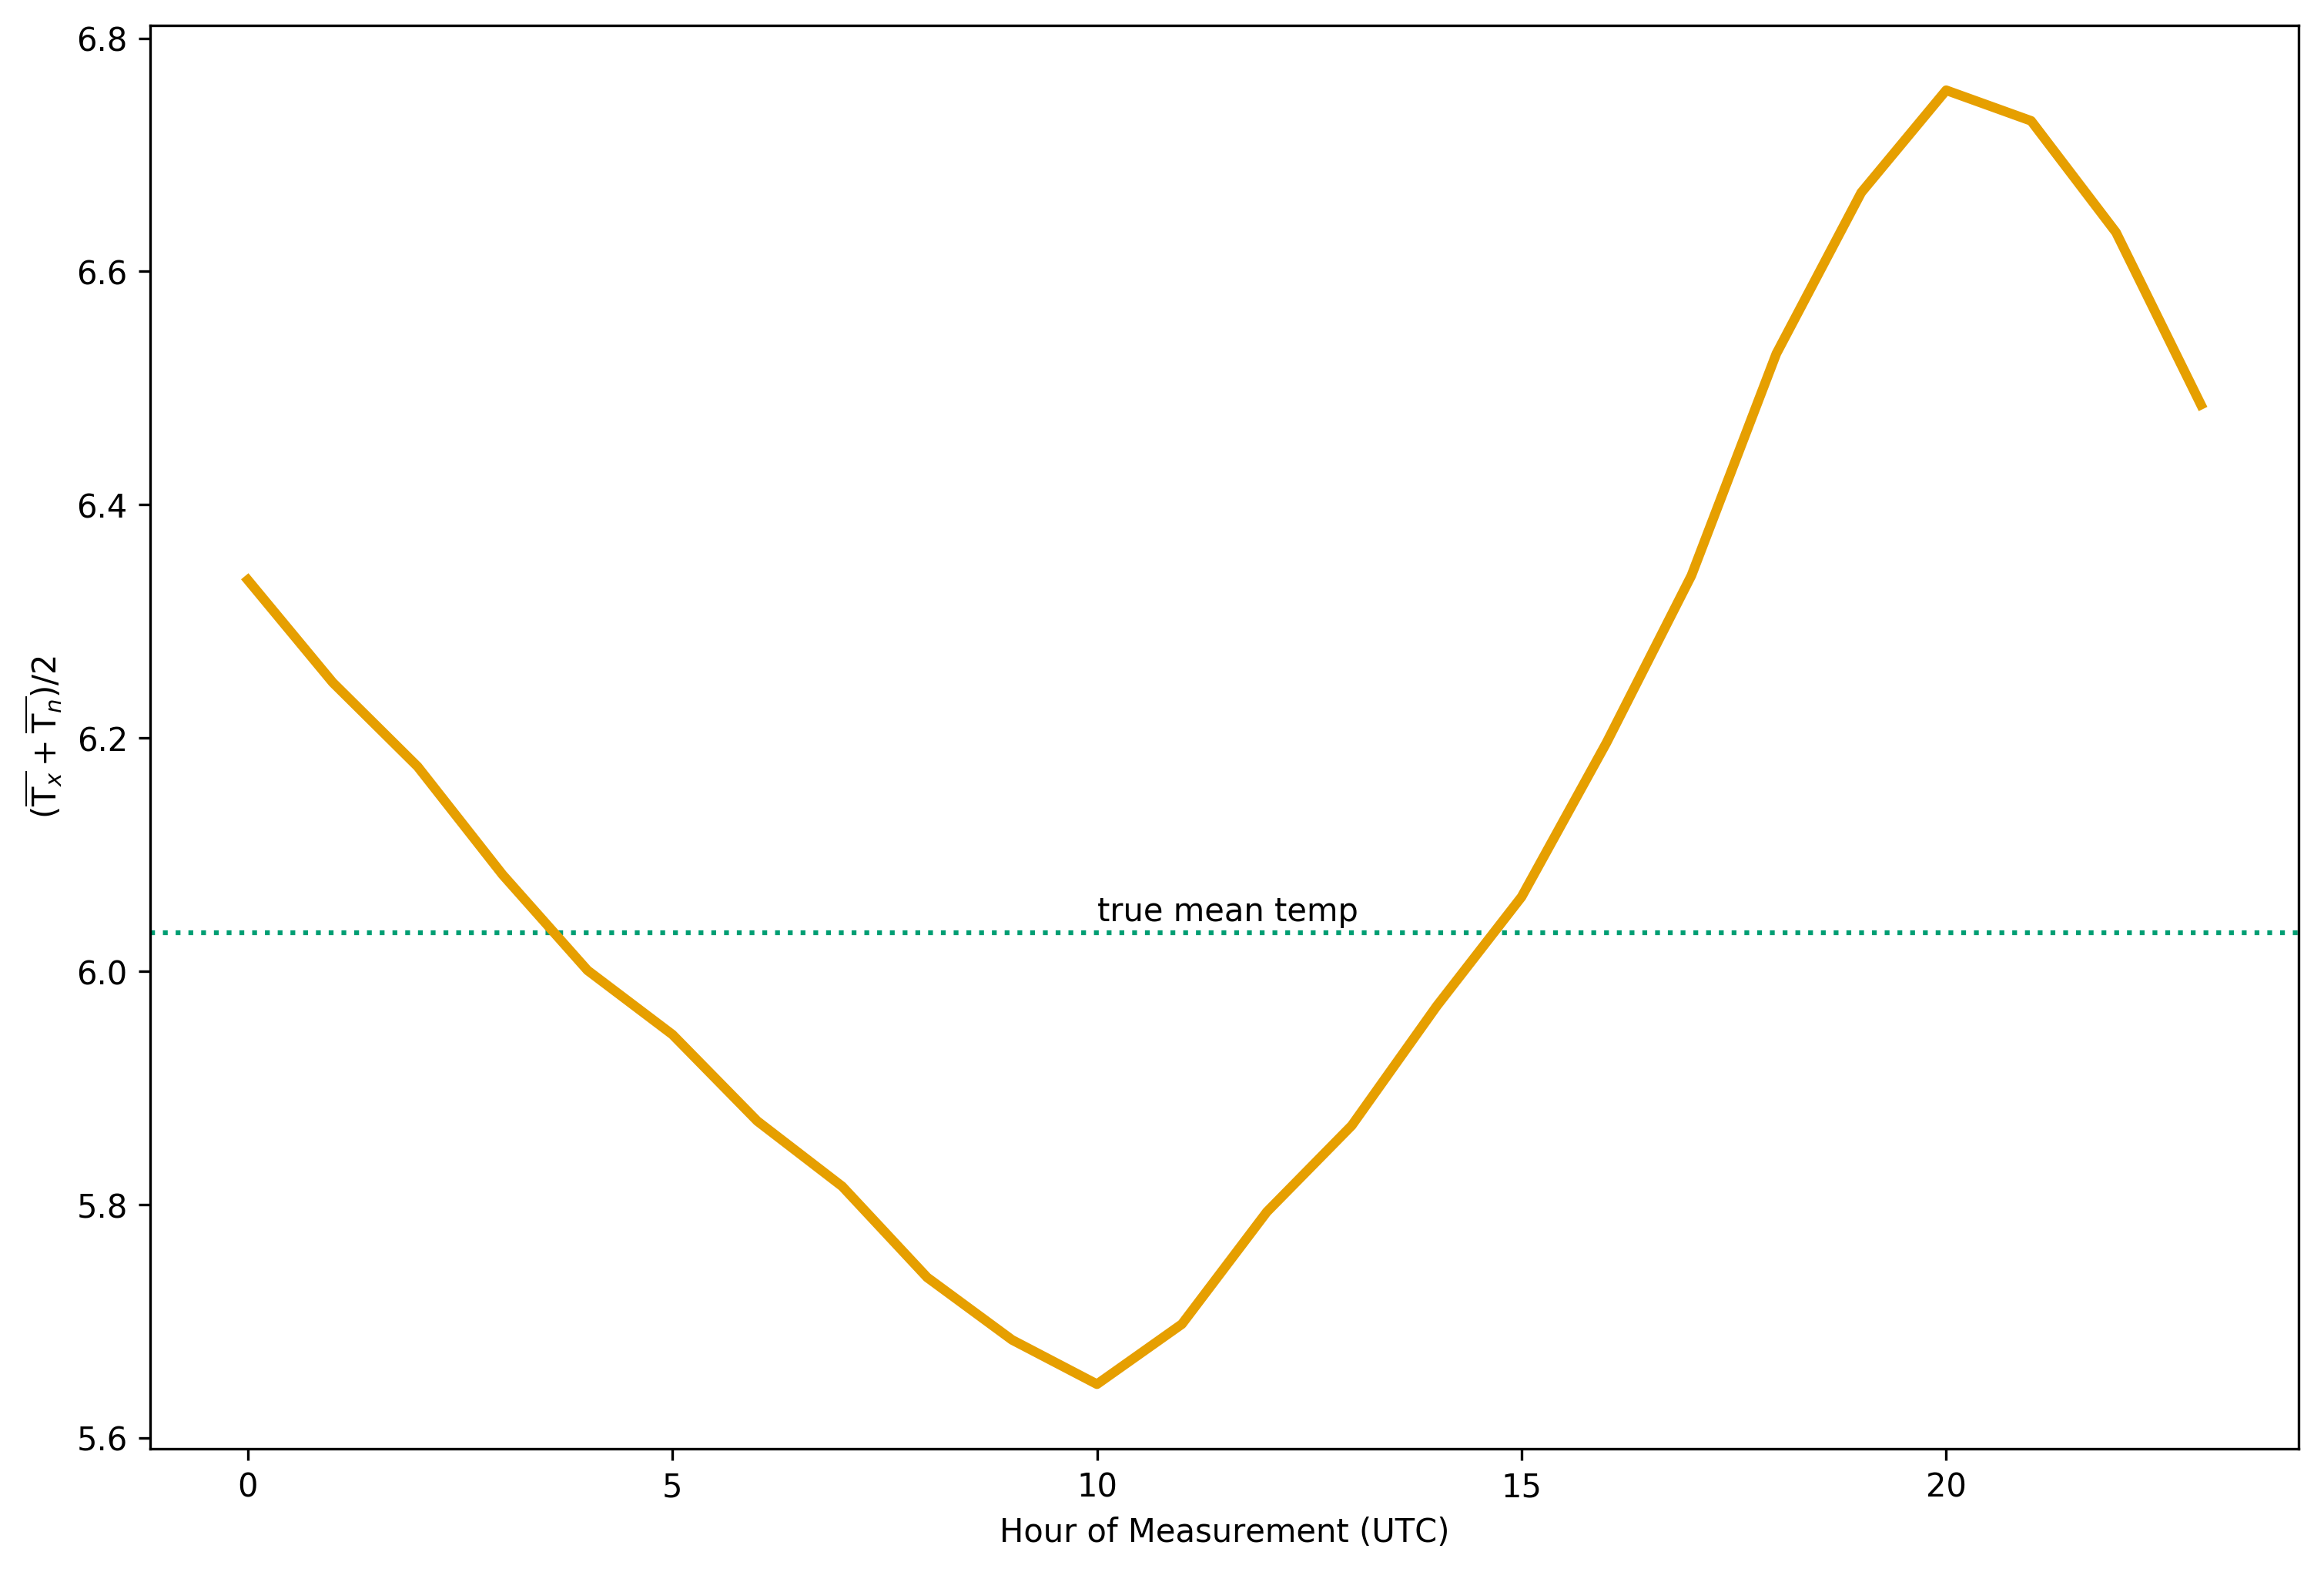 6.8
6.6
6.4
6.2
6.0
5.8
5.6
(T̅ₓ + T̅ₙ)/2
true mean temp
0 5 10 15 20
Hour of Measurement (UTC)